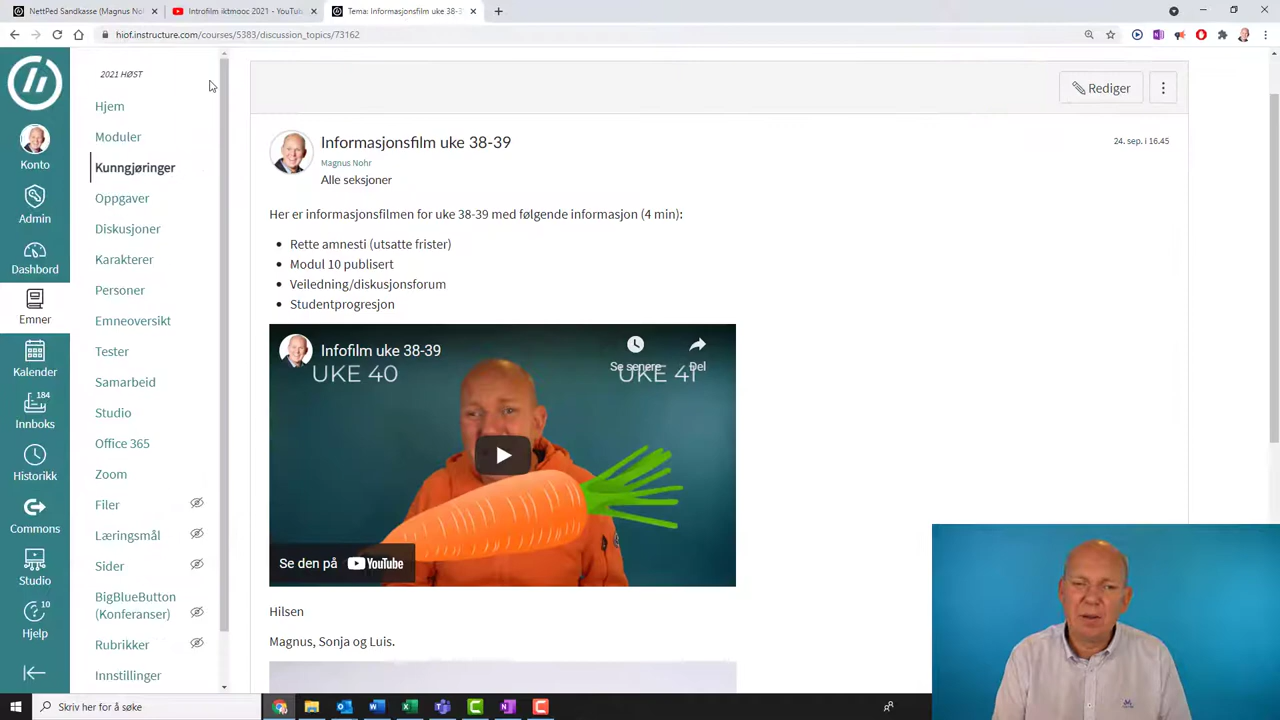 NettPed Sandkasse (Magnus No
Introfilm iktmooc 2021 - YouTub
Tema: Informasjonsfilm uke 38-3
hiof.instructure.com/courses/5383/discussion_topics/73162
Konto
Admin
Dashbord
Emner
Kalender
184
Innboks
Historikk
Commons
Studio
10
Hjelp
2021 HØST
Hjem
Moduler
Kunngjøringer
Oppgaver
Diskusjoner
Karakterer
Personer
Emneoversikt
Tester
Samarbeid
Studio
Office 365
Zoom
Filer
Læringsmål
Sider
BigBlueButton
(Konferanser)
Rubrikker
Innstillinger
Rediger
Informasjonsfilm uke 38-39
Magnus Nohr
Alle seksjoner
24. sep. i 16.45
Her er informasjonsfilmen for uke 38-39 med følgende informasjon (4 min):
Rette amnesti (utsatte frister)
Modul 10 publisert
Veiledning/diskusjonsforum
Studentprogresjon
Infofilm uke 38-39
Se senere
Del
UKE 40
UKE 41
Se den på YouTube
Hilsen
Magnus, Sonja og Luis.
Skriv her for å søke